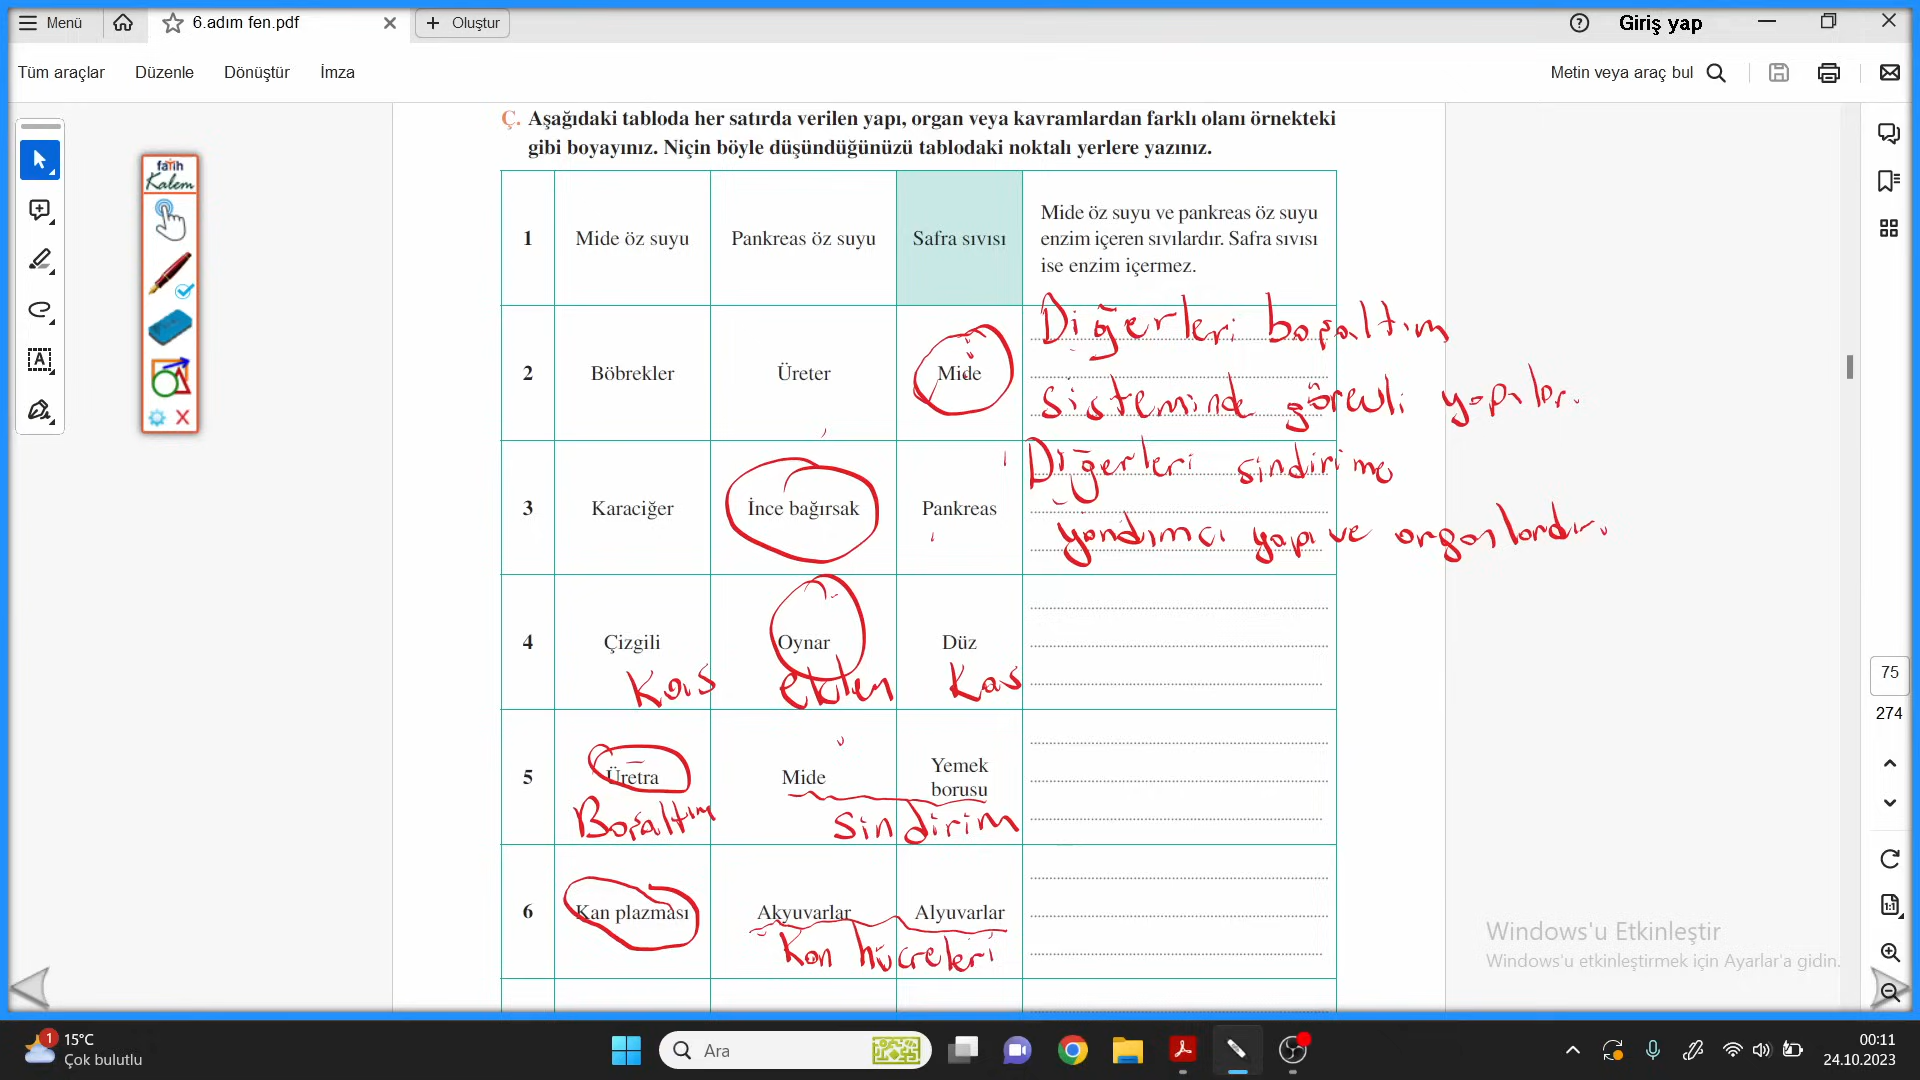 Menü
6.adım fen.pdf
Oluştur
Giriş yap
Tüm araçlar
Düzenle
Dönüştür
İmza
Metin veya araç bul
fatih
Kalem
Ç. Aşağıdaki tabloda her satırda verilen yapı, organ veya kavramlardan farklı olanı örnekteki
gibi boyayınız. Niçin böyle düşündüğünüzü tablodaki noktalı yerlere yazınız.
1
Mide öz suyu
Pankreas öz suyu
Safra sıvısı
Mide öz suyu ve pankreas öz suyu
enzim içeren sıvılardır. Safra sıvısı
ise enzim içermez.
2
Böbrekler
Üreter
Mide
Diğerleri boşaltım
sisteminde görevli yapılar.
3
Karaciğer
İnce bağırsak
Pankreas
Diğerleri sindirime
yardımcı yapı ve organlardır.
4
Çizgili
Oynar
Düz
Kas
eklem
Kas
5
Üretra
Mide
Yemek
borusu
Boşaltım
Sindirim
6
Kan plazması
Akyuvarlar
Alyuvarlar
Kan hücreleri
75
274
1:1
Windows'u Etkinleştir
Windows'u etkinleştirmek için Ayarlar'a gidin.
1
15°C
Çok bulutlu
Ara
00:11
24.10.2023